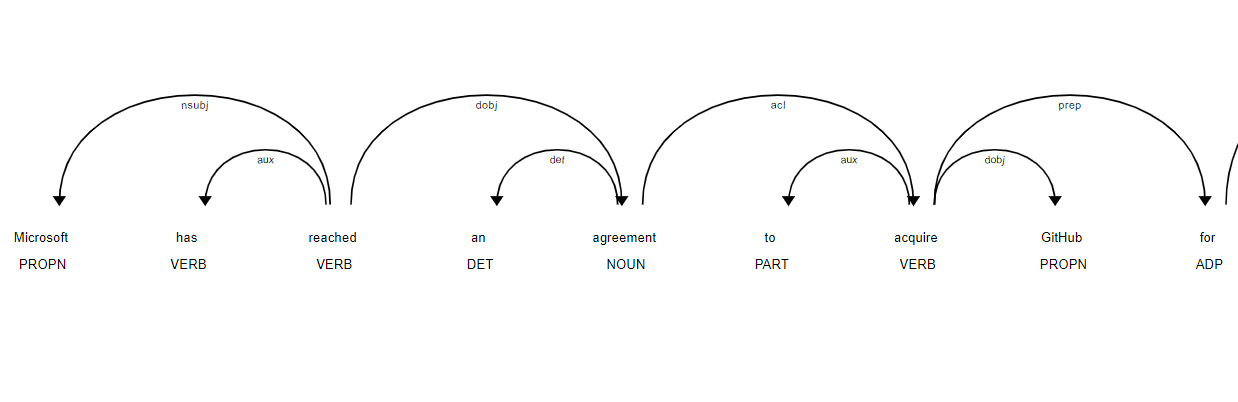 nsubj dobj acl prep
aux det aux dobj
Microsoft has reached an agreement to acquire GitHub for
PROPN VERB VERB DET NOUN PART VERB PROPN ADP